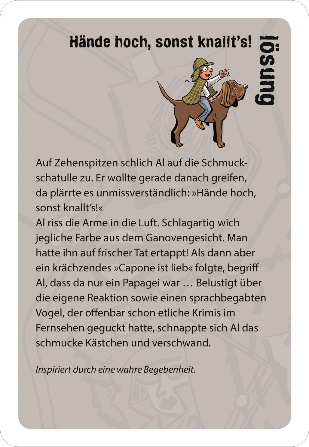 Hände hoch, sonst knallt's!
lösung
Auf Zehenspitzen schlich Al auf die Schmuck-
schatulle zu. Er wollte gerade danach greifen,
da plärrte es unmissverständlich: »Hände hoch,
sonst knallt's!«
Al riss die Arme in die Luft. Schlagartig wich
jegliche Farbe aus dem Ganovengesicht. Man
hatte ihn auf frischer Tat ertappt! Als dann aber
ein krächzendes »Capone ist lieb« folgte, begriff
Al, dass da nur ein Papagei war ... Belustigt über
die eigene Reaktion sowie einen sprachbegabten
Vogel, der offenbar schon etliche Krimis im
Fernsehen geguckt hatte, schnappte sich Al das
schmucke Kästchen und verschwand.
Inspiriert durch eine wahre Begebenheit.